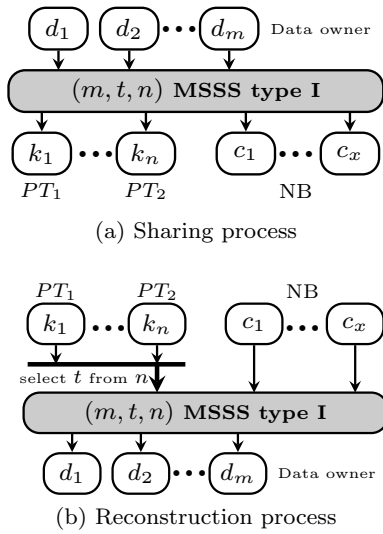 d₁ d₂ ••• dₘ Data owner
(m, t, n) MSSS type I
k₁ ••• kₙ c₁ ••• cₓ
PT₁ PT₂ NB
(a) Sharing process
PT₁ PT₂ NB
k₁ ••• kₙ c₁ ••• cₓ
select t from n
(m, t, n) MSSS type I
d₁ d₂ ••• dₘ Data owner
(b) Reconstruction process